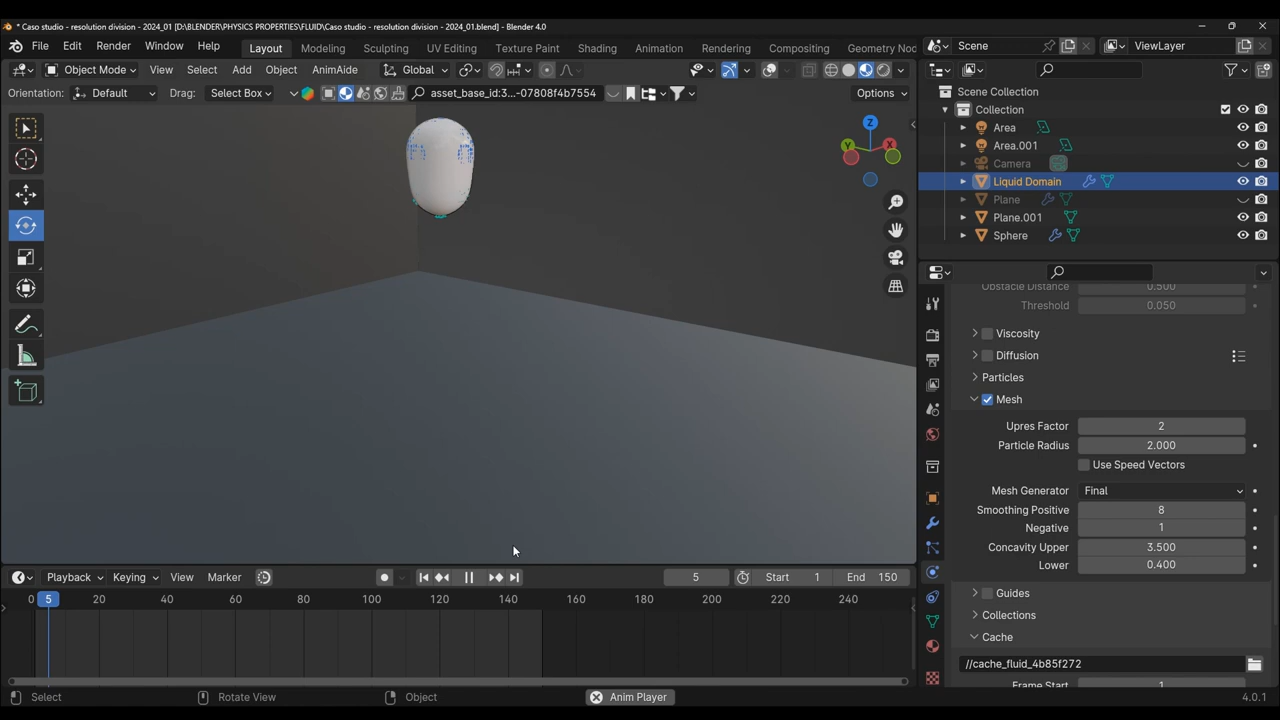 * Caso studio - resolution division - 2024_01 [D:\BLENDER\PHYSICS PROPERTIES\FLUID\Caso studio - resolution division - 2024_01.blend] - Blender 4.0
File Edit Render Window Help Layout Modeling Sculpting UV Editing Texture Paint Shading Animation Rendering Compositing Geometry Noc Scene ViewLayer
Object Mode View Select Add Object AnimAide Global
Orientation: Default Drag: Select Box asset_base_id:3...-07808f4b7554 Options
Scene Collection
Collection
Area
Area.001
Camera
Liquid Domain
Plane
Plane.001
Sphere
Z
Y X
Obstacle Distance 0.500
Threshold 0.050
Viscosity
Diffusion
Particles
Mesh
Upres Factor 2
Particle Radius 2.000
Use Speed Vectors
Mesh Generator Final
Smoothing Positive 8
Negative 1
Concavity Upper 3.500
Lower 0.400
Guides
Collections
Cache
//cache_fluid_4b85f272
Frame Start 1
Playback Keying View Marker 5 Start 1 End 150
0 5 20 40 60 80 100 120 140 160 180 200 220 240
Select Rotate View Object Anim Player 4.0.1